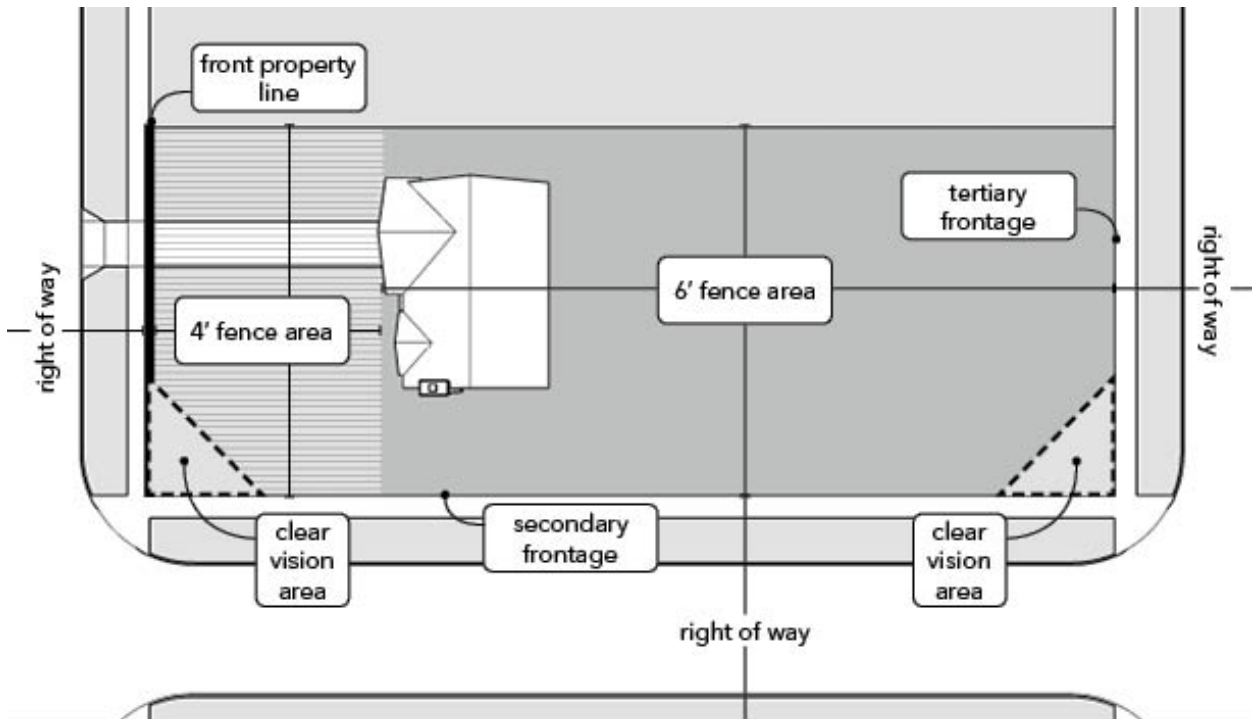 front property
line
tertiary
frontage
right of way
right of way
4' fence area
6' fence area
clear
vision
area
secondary
frontage
clear
vision
area
right of way